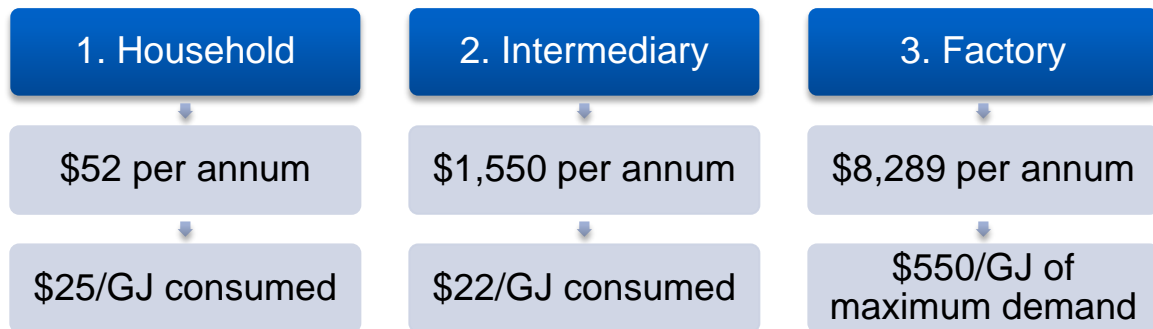 1. Household
$52 per annum
$25/GJ consumed
2. Intermediary
$1,550 per annum
$22/GJ consumed
3. Factory
$8,289 per annum
$550/GJ of
maximum demand